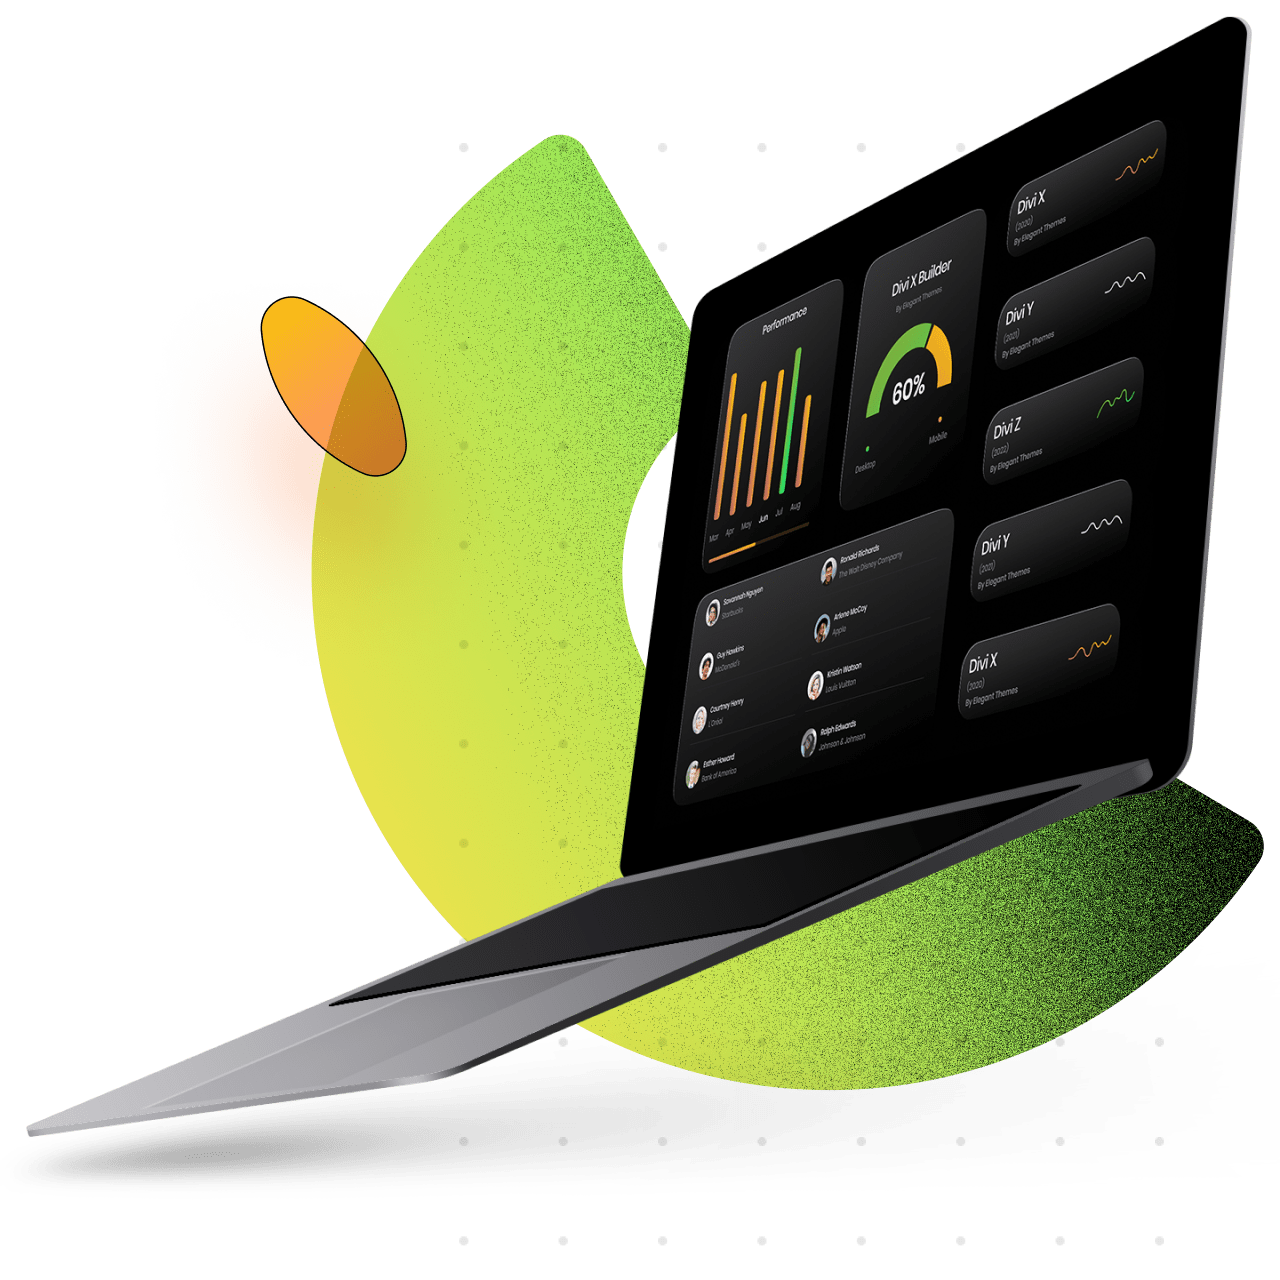 Performance
Mar Apr May Jun Jul Aug
Divi X Builder
By Elegant Themes
60%
Desktop
Mobile
Divi X
(2020)
By Elegant Themes
Divi Y
(2021)
By Elegant Themes
Divi Z
(2022)
By Elegant Themes
Divi Y
(2021)
By Elegant Themes
Divi X
(2020)
By Elegant Themes
Savannah Nguyen
Starbucks
Ronald Richards
The Walt Disney Company
Guy Hawkins
McDonald's
Arlene McCoy
Apple
Courtney Henry
L'Oréal
Kristin Watson
Louis Vuitton
Esther Howard
Bank of America
Ralph Edwards
Johnson & Johnson